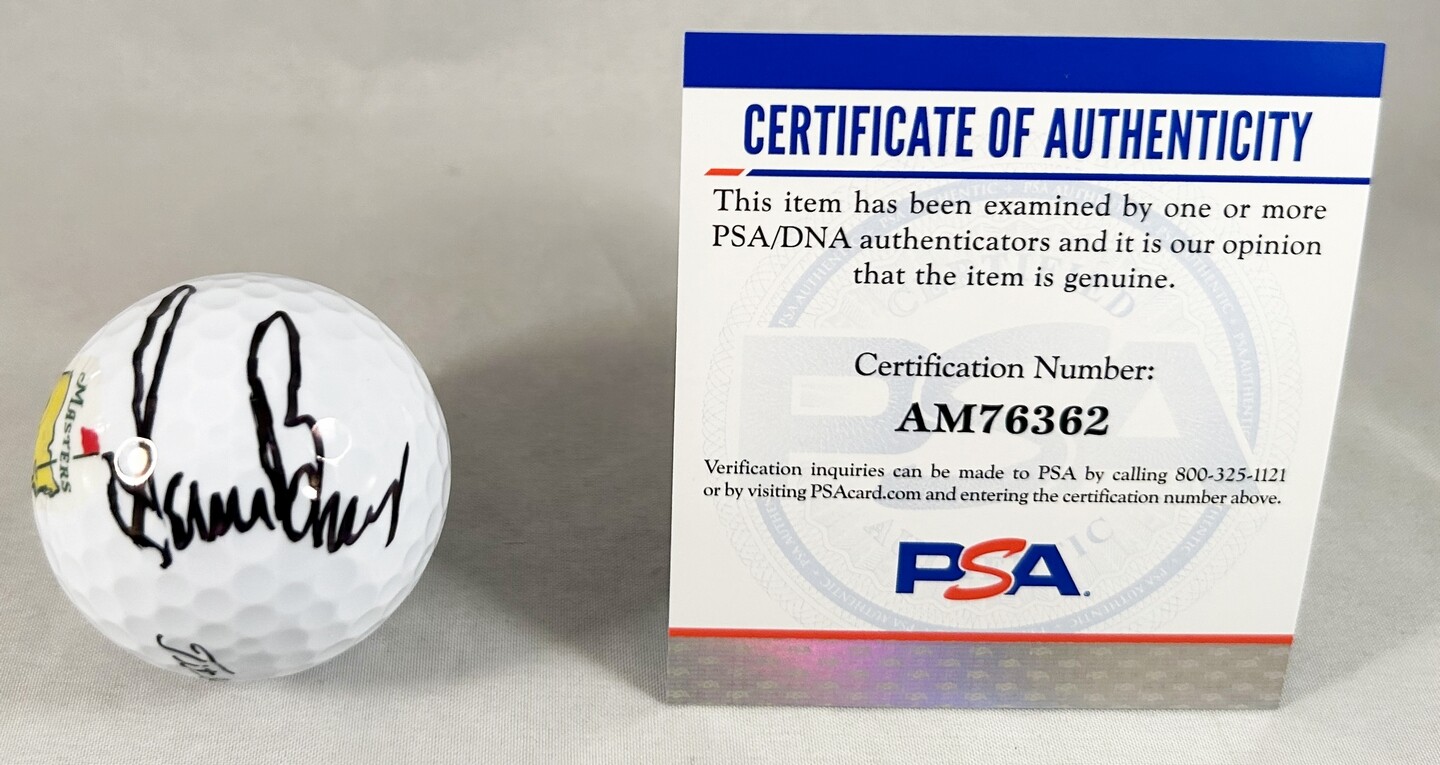 MASTERS
Tit
CERTIFICATE OF AUTHENTICITY
This item has been examined by one or more
PSA/DNA authenticators and it is our opinion
that the item is genuine.
Certification Number:
AM76362
Verification inquiries can be made to PSA by calling 800-325-1121
or by visiting PSAcard.com and entering the certification number above.
PSA